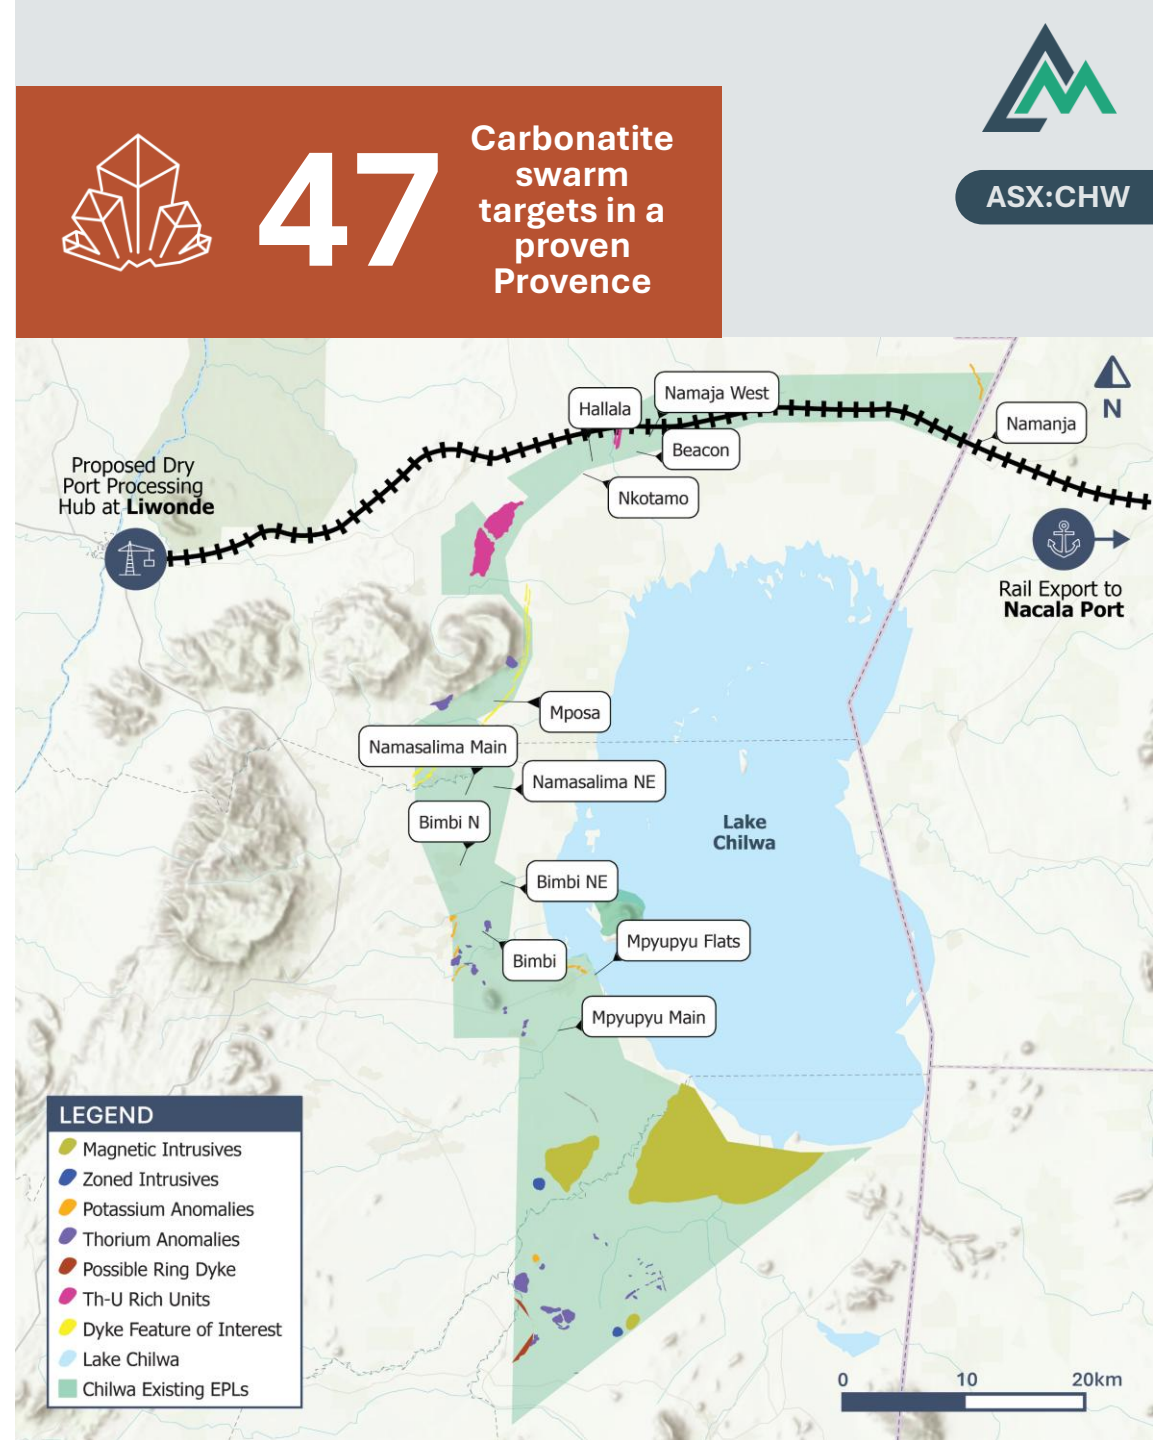 47
Carbonatite
swarm
targets in a
proven
Provence
ASX:CHW
Namaja West
Hallala
Namanja
N
Beacon
Nkotamo
Proposed Dry
Port Processing
Hub at Liwonde
Rail Export to
Nacala Port
Mposa
Namasalima Main
Namasalima NE
Bimbi N
Lake
Chilwa
Bimbi NE
Mpyupyu Flats
Bimbi
Mpyupyu Main
LEGEND
Magnetic Intrusives
Zoned Intrusives
Potassium Anomalies
Thorium Anomalies
Possible Ring Dyke
Th-U Rich Units
Dyke Feature of Interest
Lake Chilwa
Chilwa Existing EPLs
0 10 20km